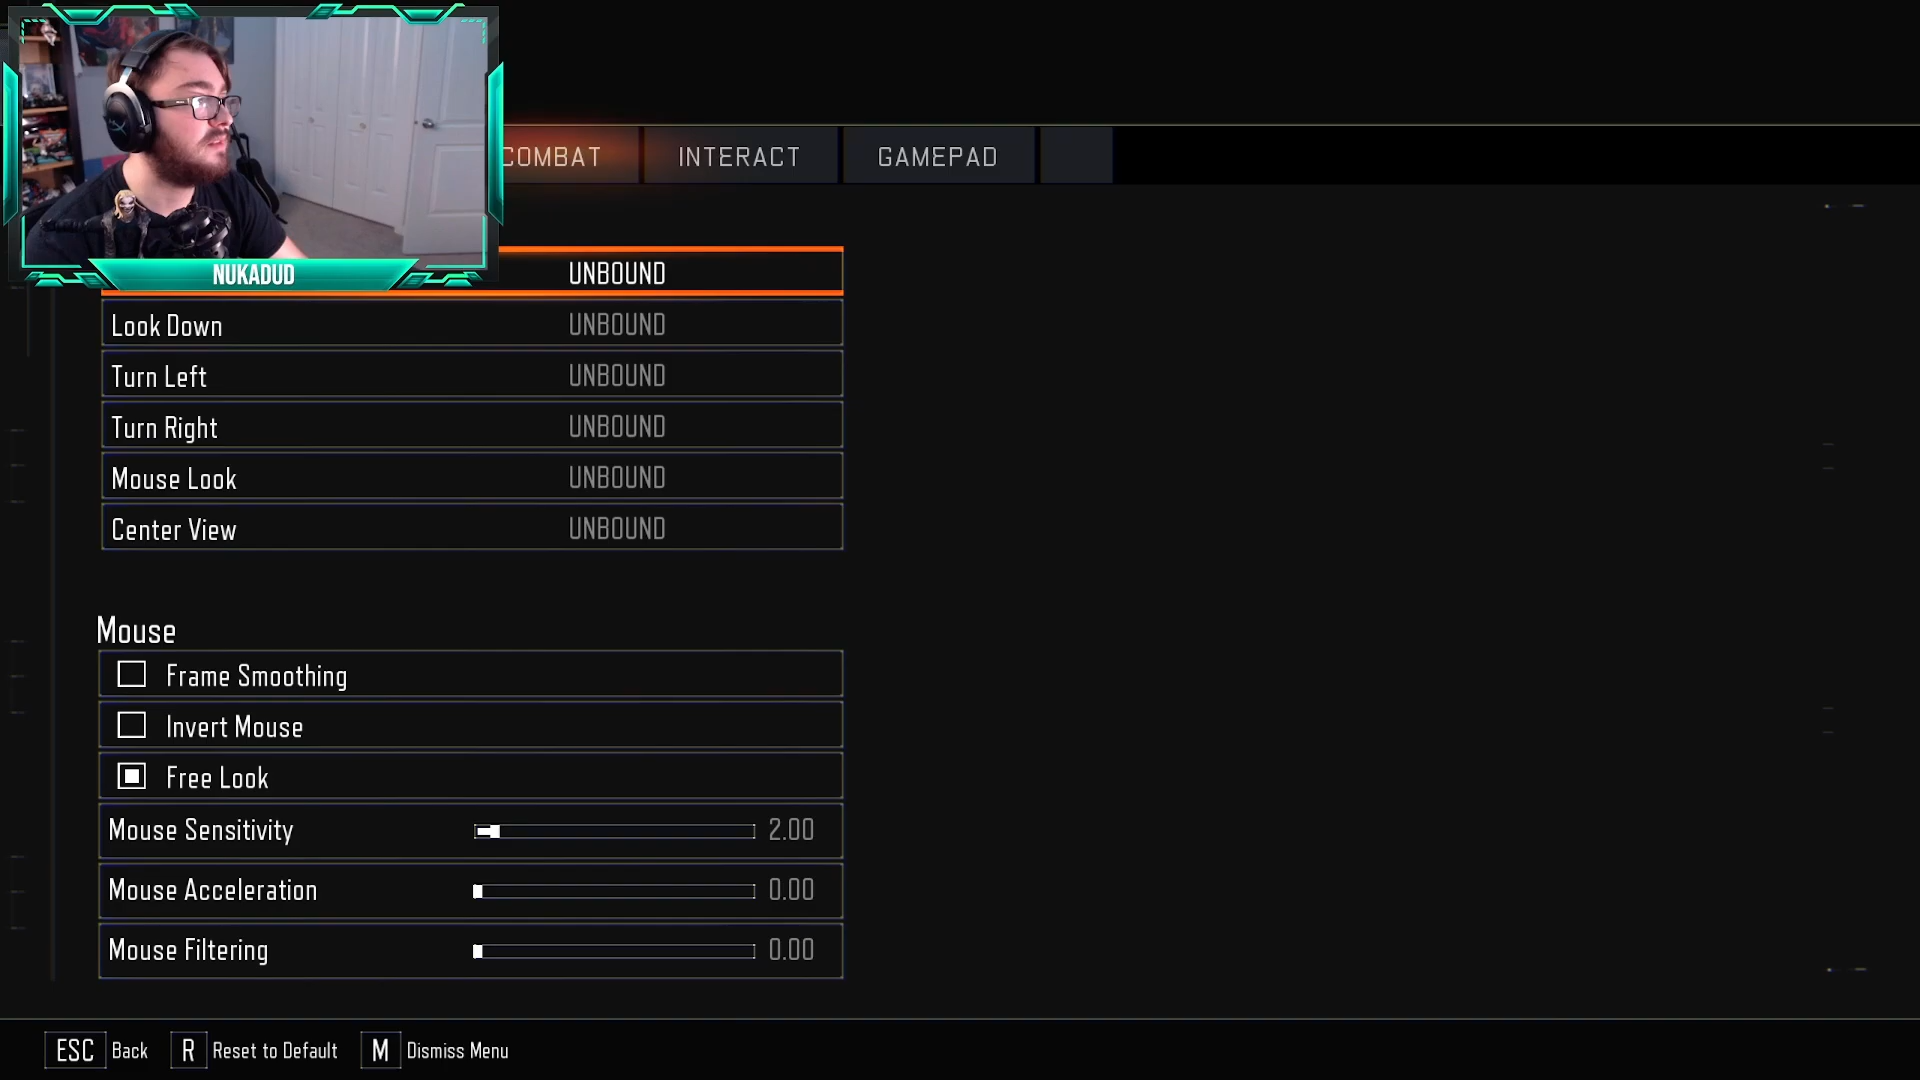 COMBAT
INTERACT
GAMEPAD
NUKADUD
UNBOUND
Look Down UNBOUND
Turn Left UNBOUND
Turn Right UNBOUND
Mouse Look UNBOUND
Center View UNBOUND
Mouse
Frame Smoothing
Invert Mouse
Free Look
Mouse Sensitivity 2.00
Mouse Acceleration 0.00
Mouse Filtering 0.00
ESC Back R Reset to Default M Dismiss Menu